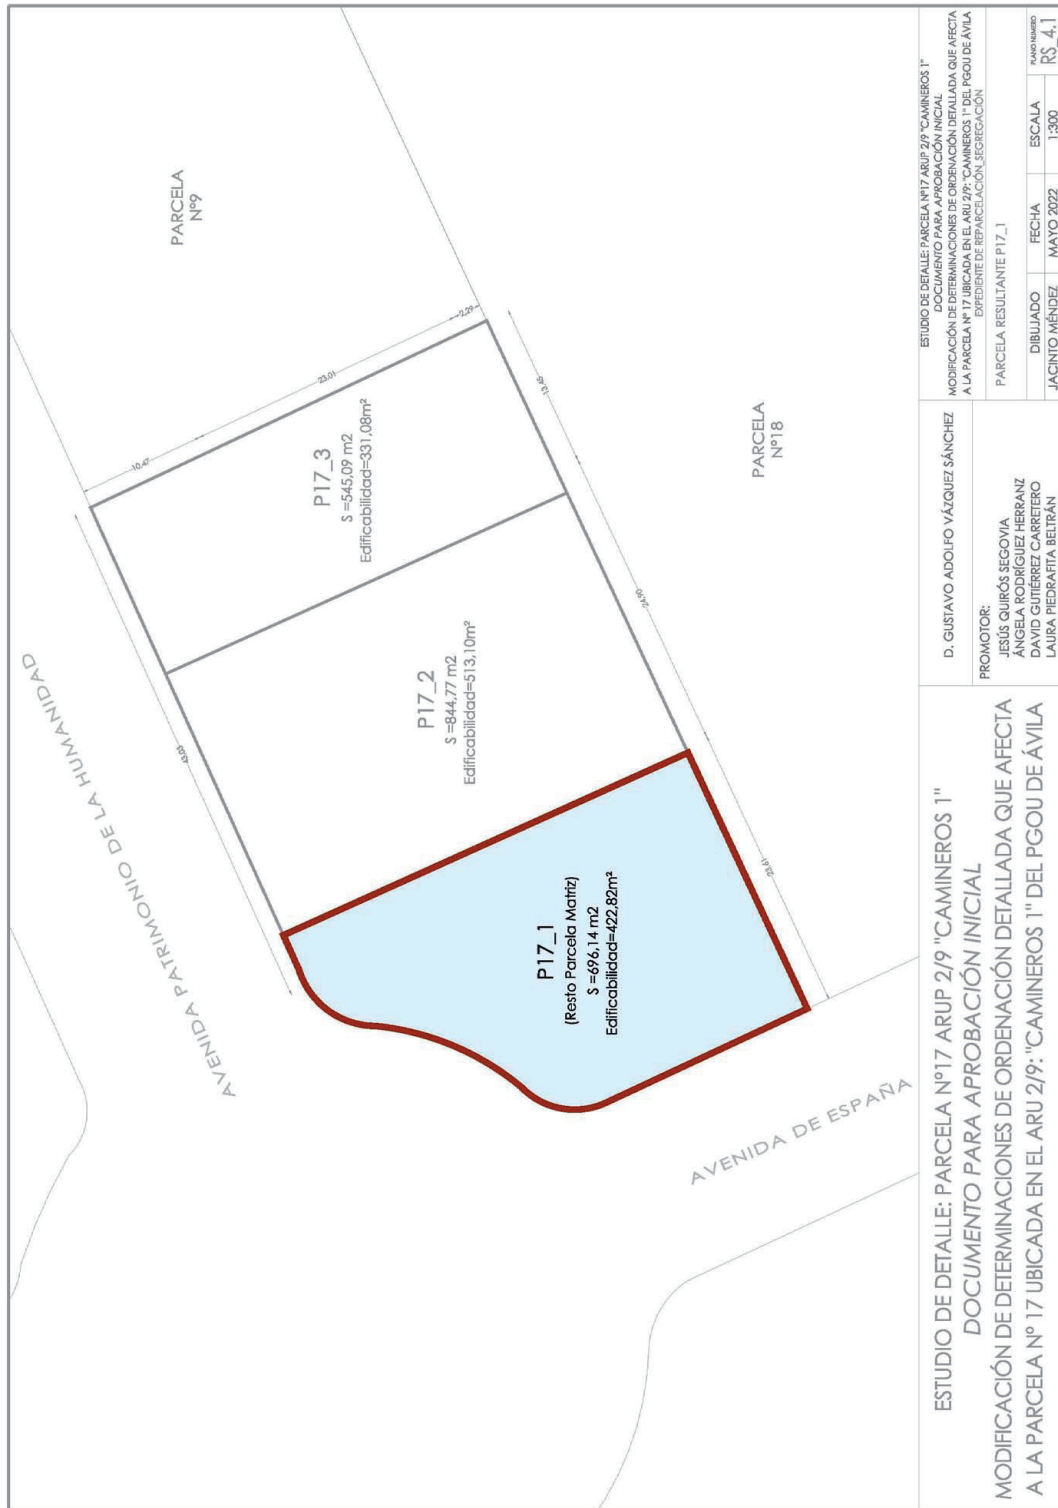 PARCELA
Nº9
10,47
23,01
2,29
P17_3
S =545,09 m2
Edificabilidad=331,08m²
12,45
PARCELA
Nº18
AVENIDA PATRIMONIO DE LA HUMANIDAD
P17_2
S =844,77 m2
Edificabilidad=513,10m²
24,90
P17_1
(Resto Parcela Matriz)
S =696,14 m2
Edificabilidad=422,82m²
22,61
AVENIDA DE ESPAÑA
ESTUDIO DE DETALLE: PARCELA Nº17 ARUP 2/9 "CAMINEROS 1"
DOCUMENTO PARA APROBACIÓN INICIAL
MODIFICACIÓN DE DETERMINACIONES DE ORDENACIÓN DETALLADA QUE AFECTA
A LA PARCELA Nº 17 UBICADA EN EL ARU 2/9: "CAMINEROS 1" DEL PGOU DE ÁVILA
D. GUSTAVO ADOLFO VÁZQUEZ SÁNCHEZ
PROMOTOR:
JESÚS QUIRÓS SEGOVIA
ÁNGELA RODRÍGUEZ HERRANZ
DAVID GUTIÉRREZ CARRETERO
LAURA PIEDRAFITA BELTRÁN
ESTUDIO DE DETALLE: PARCELA Nº17 ARUP 2/9 "CAMINEROS 1"
DOCUMENTO PARA APROBACIÓN INICIAL
MODIFICACIÓN DE DETERMINACIONES DE ORDENACIÓN DETALLADA QUE AFECTA
A LA PARCELA Nº 17 UBICADA EN EL ARU 2/9: "CAMINEROS 1" DEL PGOU DE ÁVILA
EXPEDIENTE DE REPARCELACIÓN_SEGREGACIÓN
PARCELA RESULTANTE P17_1
DIBUJADO FECHA ESCALA PLANO NUMERO
JACINTO MÉNDEZ MAYO 2022 1:300 RS_4.1